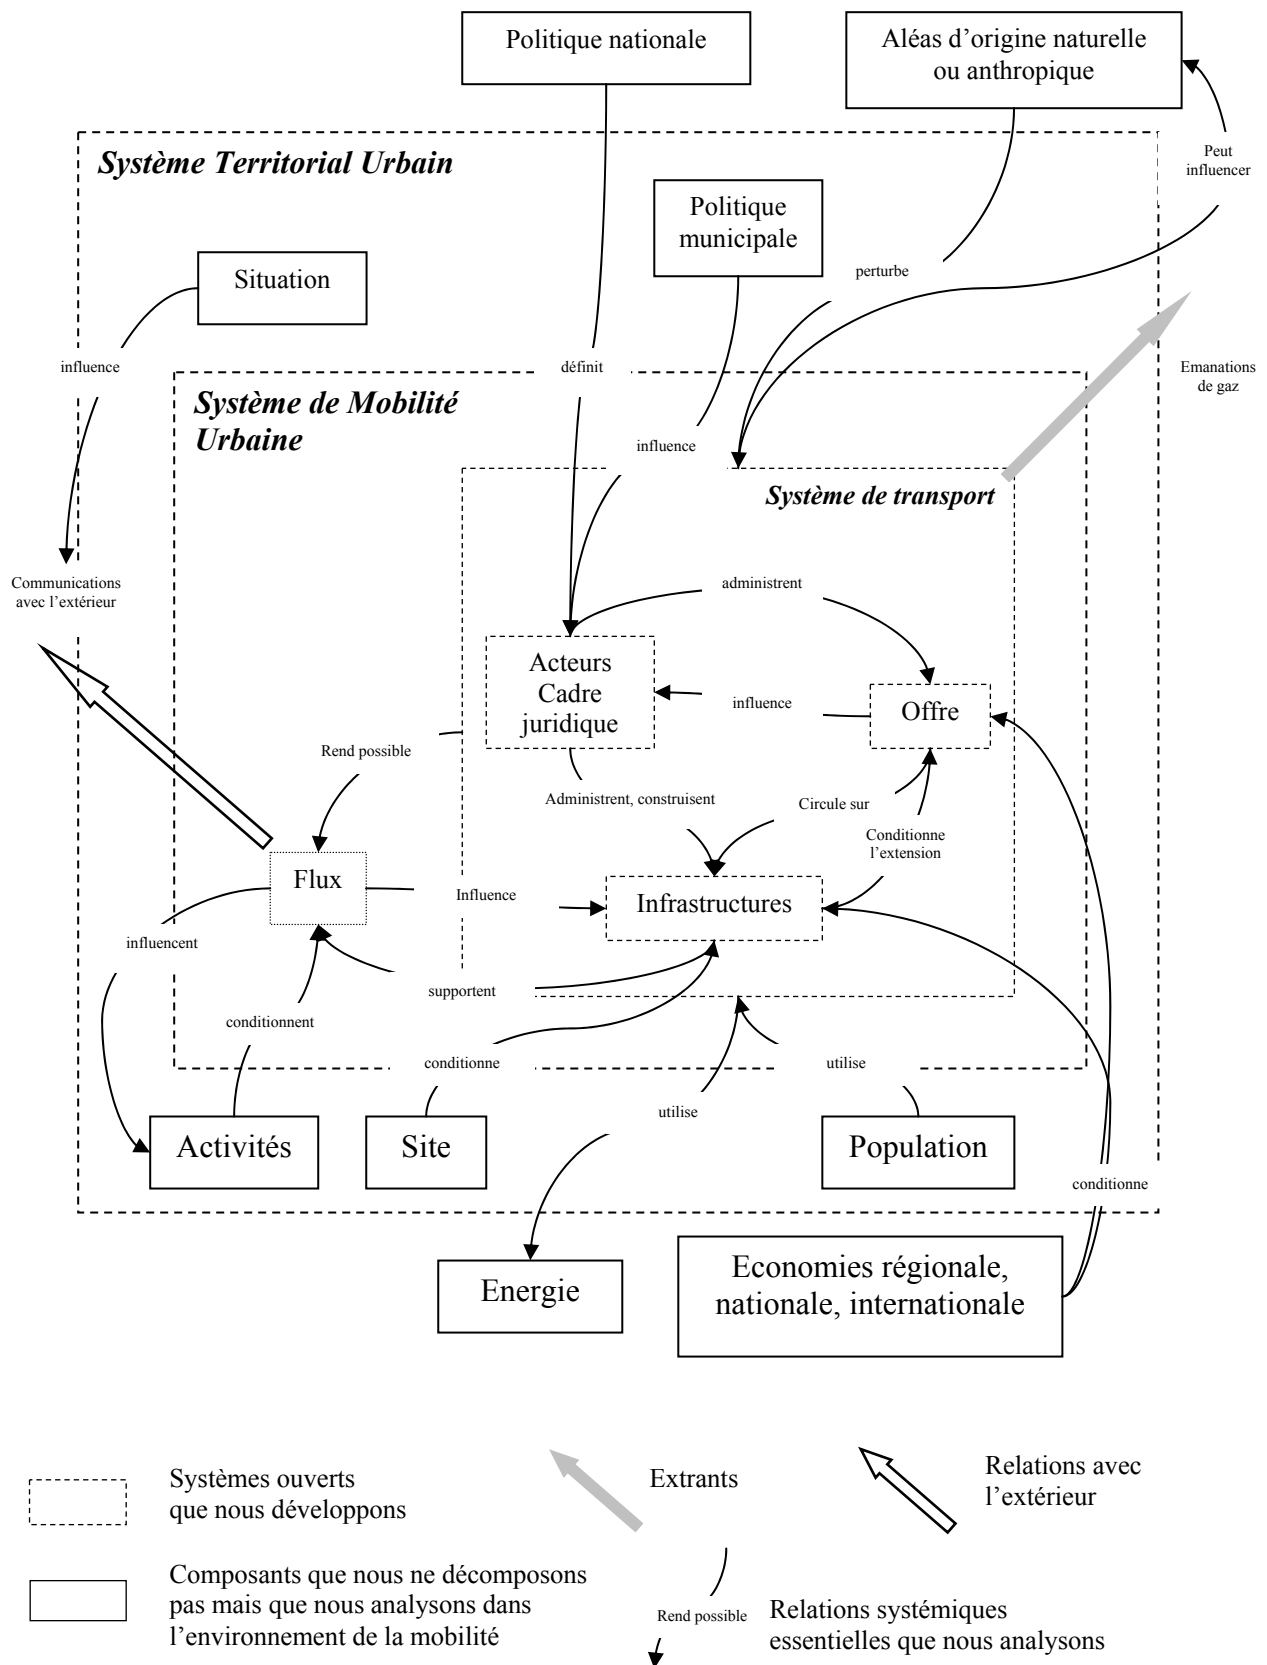 Politique nationale
Aléas d'origine naturelle
ou anthropique
Système Territorial Urbain
Peut
influencer
Politique
municipale
Situation
perturbe
influence
définit
Emanations
de gaz
Système de Mobilité
Urbaine
influence
Système de transport
Communications
avec l'extérieur
administrent
Acteurs
Cadre
juridique
influence
Offre
Rend possible
Administrent, construisent
Circule sur
Conditionne
l'extension
Flux
Influence
Infrastructures
influencent
supportent
conditionnent
conditionne
utilise
utilise
Activités
Site
Population
conditionne
Energie
Economies régionale,
nationale, internationale
Systèmes ouverts
que nous développons
Extrants
Relations avec
l'extérieur
Composants que nous ne décomposons
pas mais que nous analysons dans
l'environnement de la mobilité
Rend possible
Relations systémiques
essentielles que nous analysons